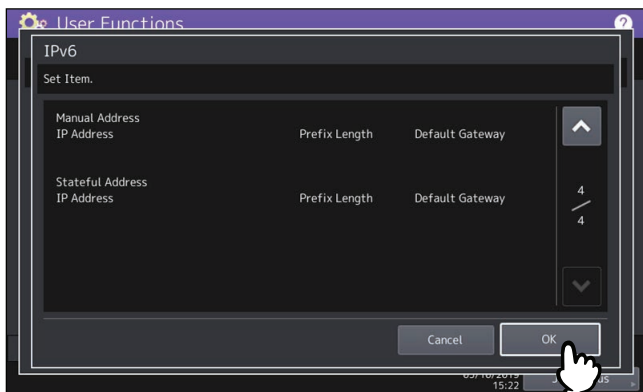 User Functions
?
IPv6
Set Item.
Manual Address
IP Address Prefix Length Default Gateway
Stateful Address
IP Address Prefix Length Default Gateway
4
4
Cancel OK
15:22